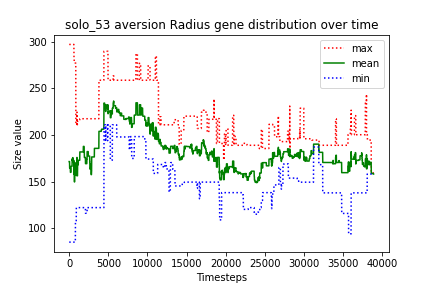 solo_53 aversion Radius gene distribution over time
Size value
300
250
200
150
100
max
mean
min
0
5000
10000
15000
20000
25000
30000
35000
40000
Timesteps